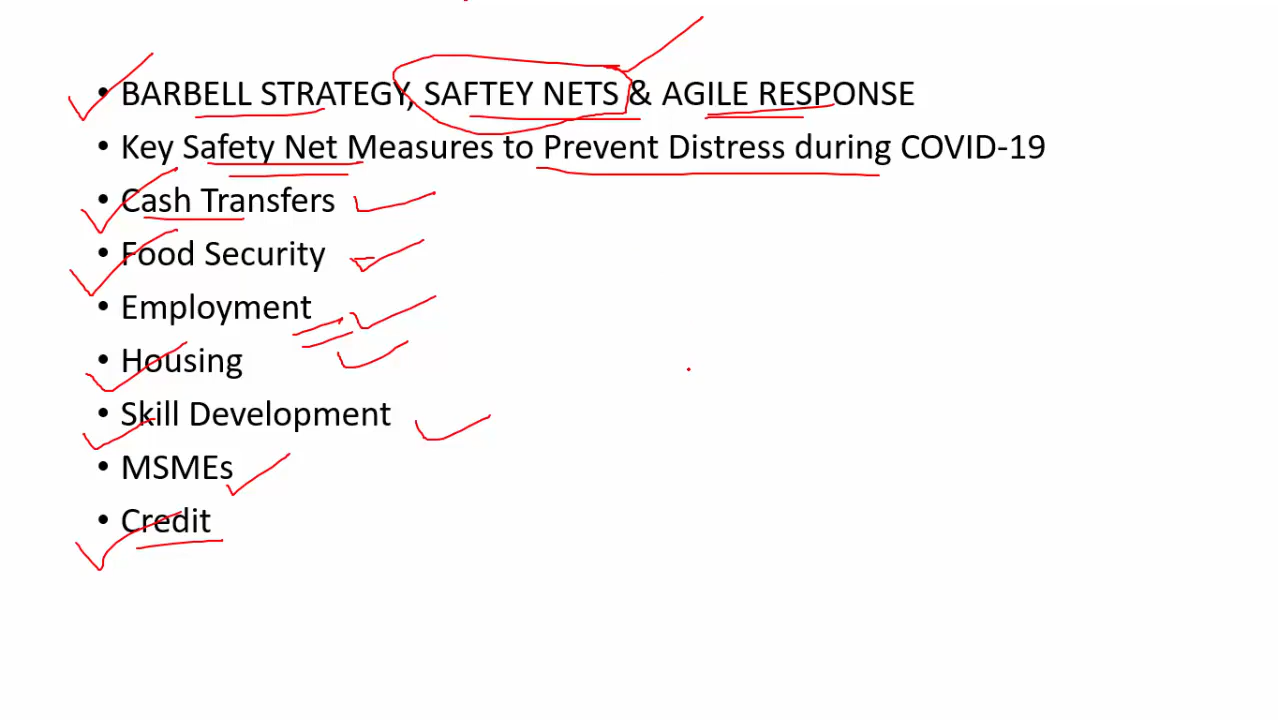 • BARBELL STRATEGY, SAFTEY NETS & AGILE RESPONSE
• Key Safety Net Measures to Prevent Distress during COVID-19
• Cash Transfers
• Food Security
• Employment
• Housing
• Skill Development
• MSMEs
• Credit